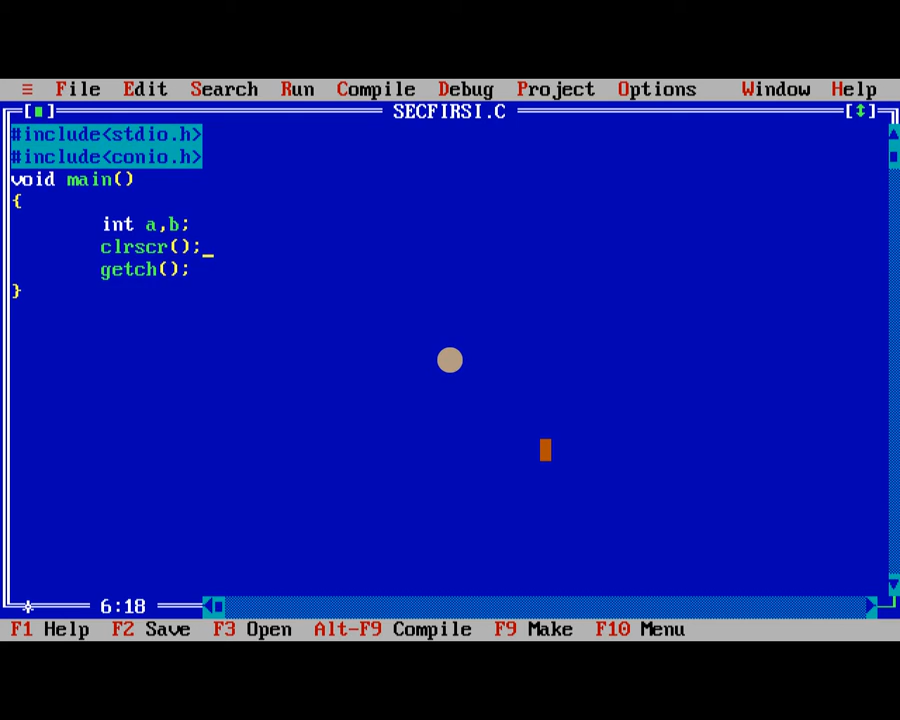 ≡ File Edit Search Run Compile Debug Project Options Window Help
SECFIRSI.C
#include<stdio.h>
#include<conio.h>
void main()
{
int a,b;
clrscr();_
getch();
}
6:18
F1 Help F2 Save F3 Open Alt-F9 Compile F9 Make F10 Menu